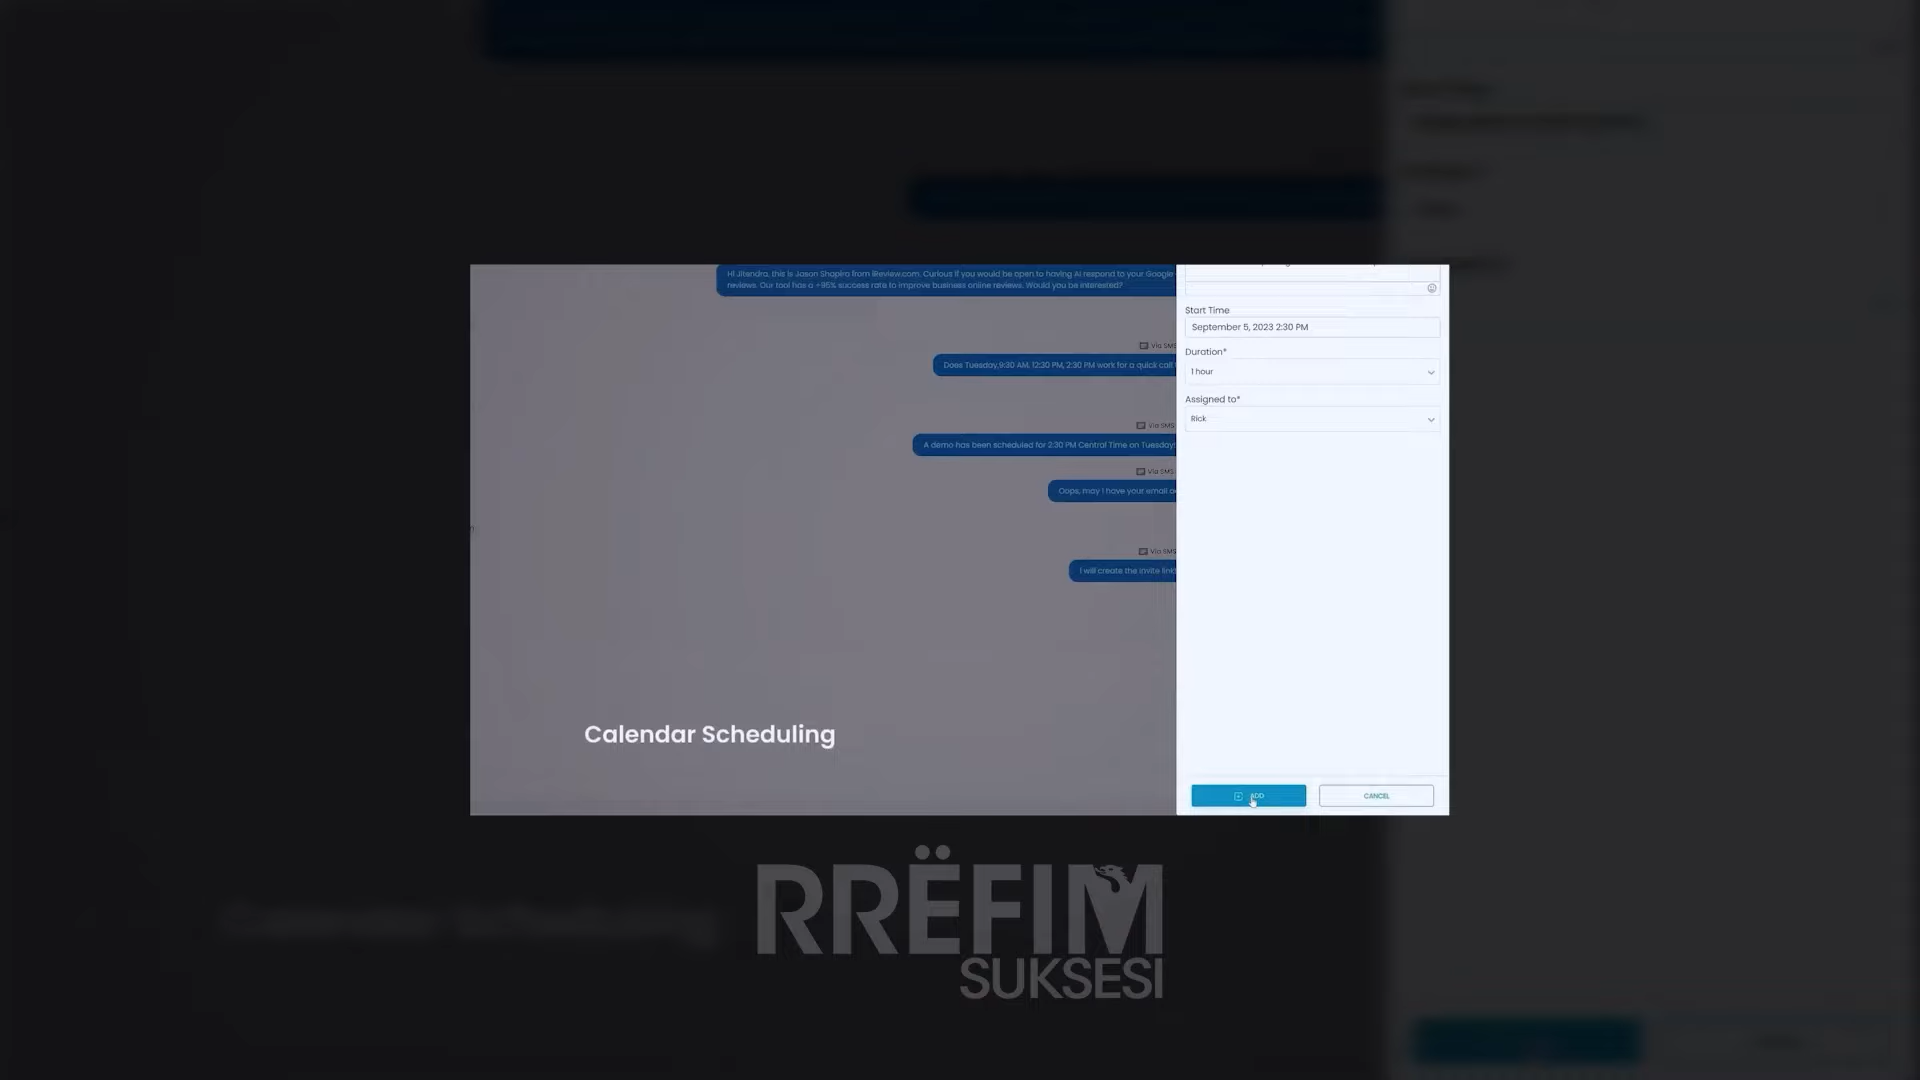 Hi Jitendra, this is Jason Shapiro from iReview.com. Curious if you would be open to having AI respond to your Google
reviews. Our tool has a +95% success rate to improve business online reviews. Would you be interested?
Via SMS
Does Tuesday,9:30 AM, 12:30 PM, 2:30 PM work for a quick call
Via SMS
A demo has been scheduled for 2:30 PM Central Time on Tuesday
Via SMS
Oops, may I have your email
Via SMS
I will create the invite link
Start Time
September 5, 2023 2:30 PM
Duration*
1 hour
Assigned to*
Rick
ADD
CANCEL
Calendar Scheduling
RRËFIM
SUKSESI